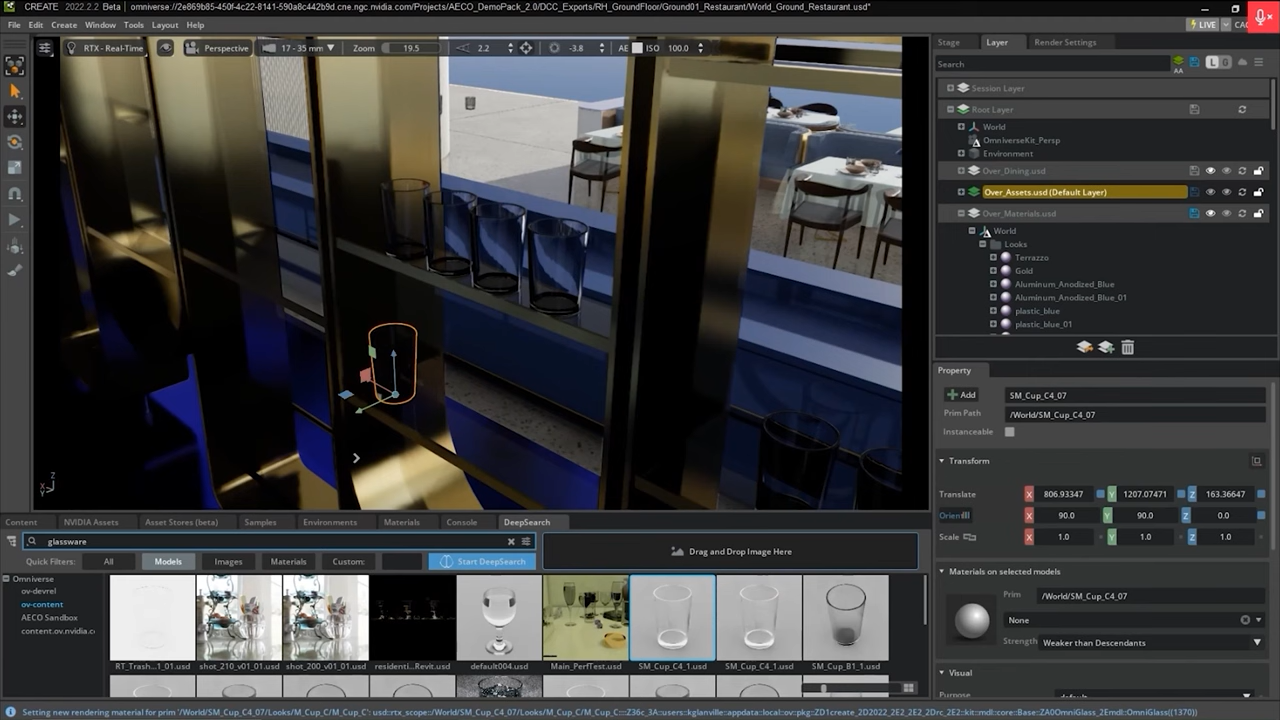 CREATE 2022.2.2 Beta | omniverse://2e869b85-450f-4c22-8141-590a8c442b9d.cne.ngc.nvidia.com/Projects/AECO_DemoPack_2.0/DCC_Exports/RH_GroundFloor/Ground01_Restaurant/World_Ground_Restaurant.usd*
File Edit Create Window Tools Layout Help LIVE
RTX - Real-Time Perspective 17 - 35 mm Zoom 19.5 2.2 -3.8 AE ISO 100.0
Stage Layer Render Settings
Search AA L G
Session Layer
Root Layer
World
OmniverseKit_Persp
Environment
Over_Dining.usd
Over_Assets.usd (Default Layer)
Over_Materials.usd
World
Looks
Terrazzo
Gold
Aluminum_Anodized_Blue
Aluminum_Anodized_Blue_01
plastic_blue
plastic_blue_01
Property
Add SM_Cup_C4_07
Prim Path /World/SM_Cup_C4_07
Instanceable
Transform
Translate X 806.93347 Y 1207.07471 Z 163.36647
Orient X 90.0 Y 90.0 Z 0.0
Scale X 1.0 Y 1.0 Z 1.0
Materials on selected models
Prim /World/SM_Cup_C4_07
None
Strength Weaker than Descendants
Visual
Purpose default
Content NVIDIA Assets Asset Stores (beta) Samples Environments Materials Console DeepSearch
glassware
Drag and Drop Image Here
Quick Filters: All Models Images Materials Custom: Start DeepSearch
Omniverse
ov-devrel
ov-content
AECO Sandbox
content.ov.nvidia.cc
RT_Trash...1_01.usd shot_210_v01_01.usd shot_200_v01_01.usd residenti...Revit.usd default004.usd Main_PerfTest.usd SM_Cup_C4_1.usd SM_Cup_C4_1.usd SM_Cup_B1_1.usd